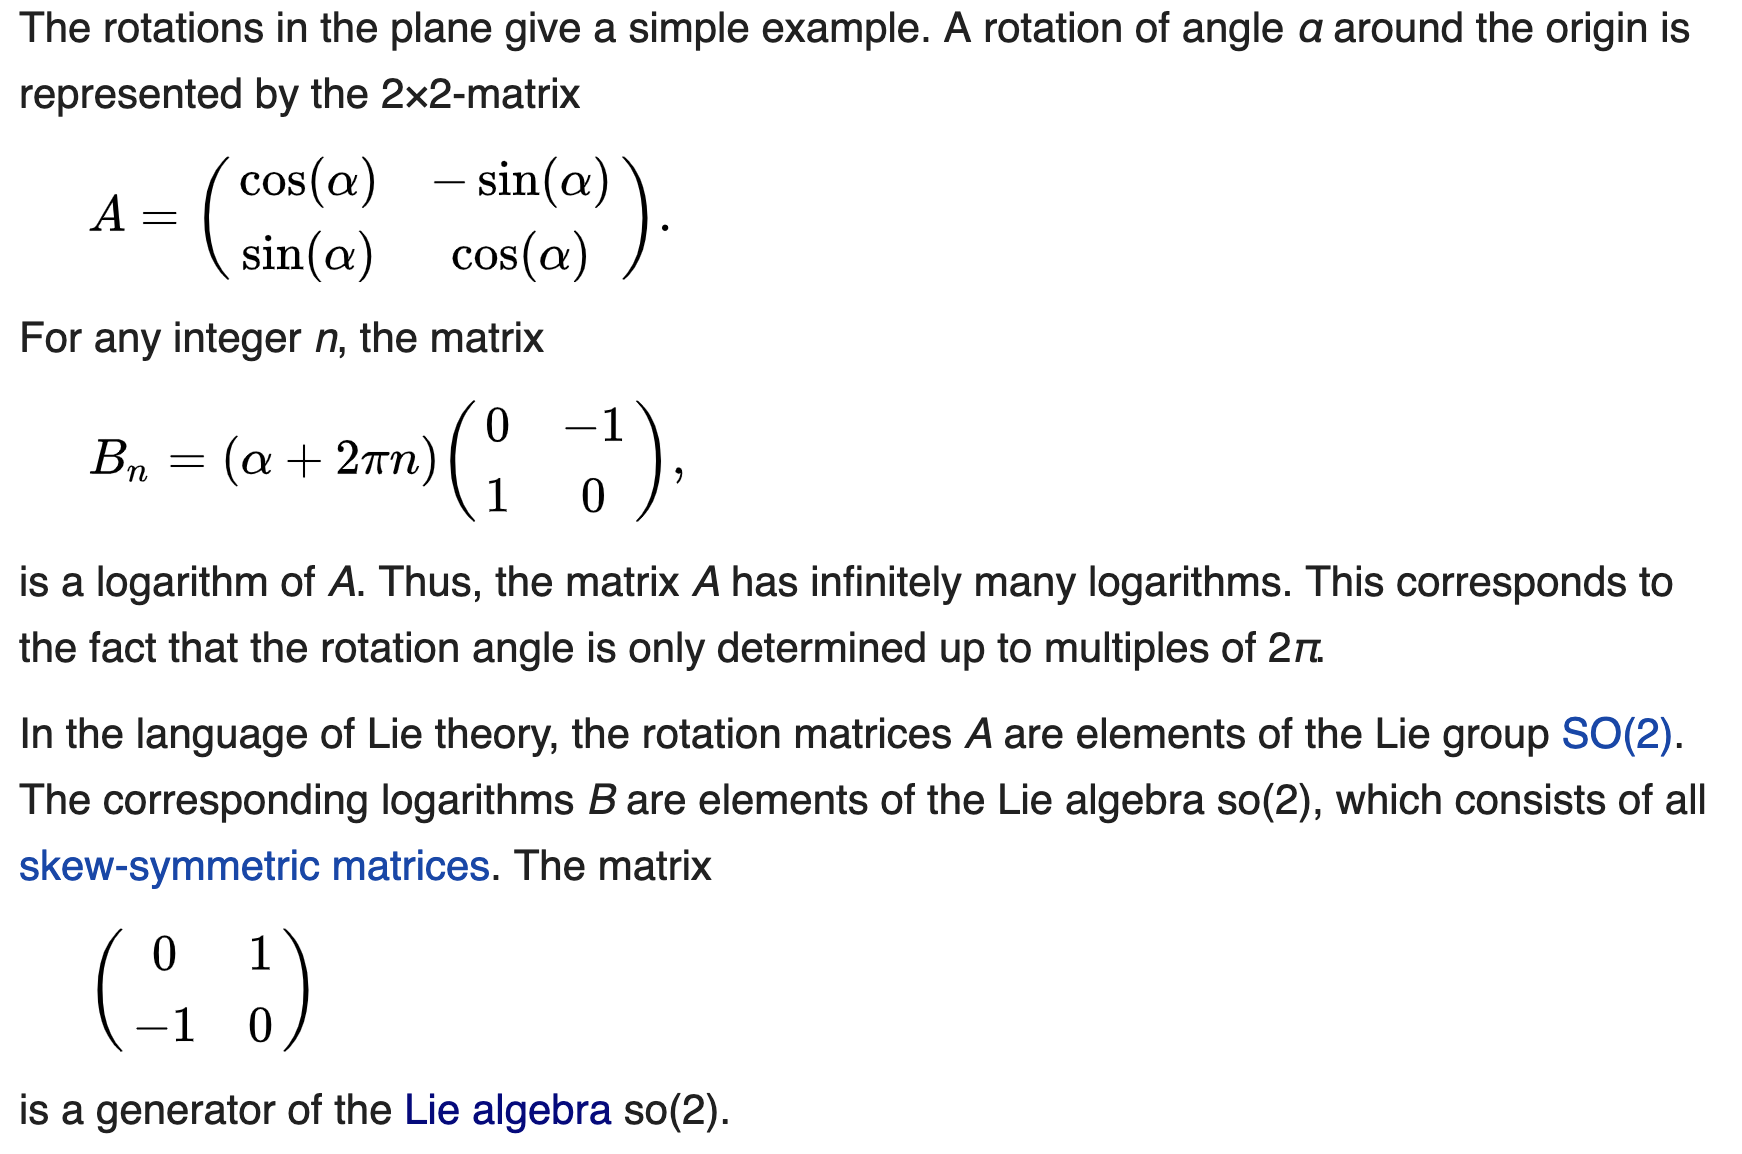 The rotations in the plane give a simple example. A rotation of angle α around the origin is
represented by the 2×2-matrix
A = ( cos(α) − sin(α)
sin(α) cos(α) ).
For any integer n, the matrix
Bₙ = (α + 2πn) ( 0 −1
1 0 ),
is a logarithm of A. Thus, the matrix A has infinitely many logarithms. This corresponds to
the fact that the rotation angle is only determined up to multiples of 2π.
In the language of Lie theory, the rotation matrices A are elements of the Lie group SO(2).
The corresponding logarithms B are elements of the Lie algebra so(2), which consists of all
skew-symmetric matrices. The matrix
( 0 1
−1 0 )
is a generator of the Lie algebra so(2).